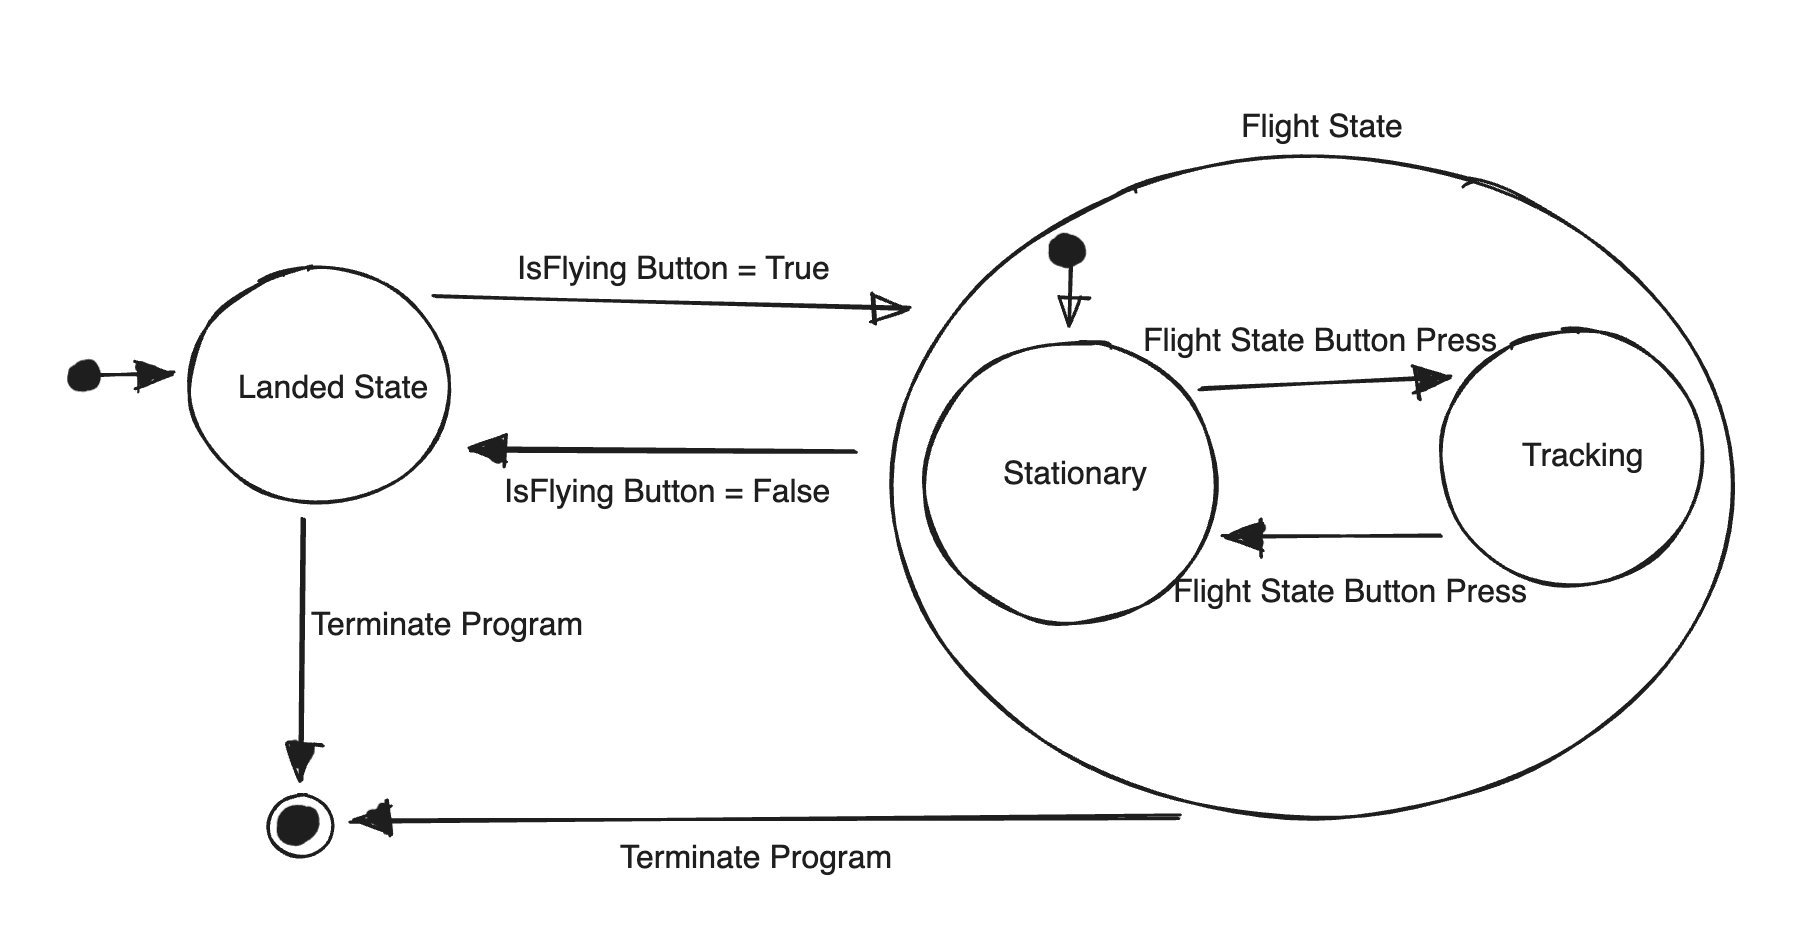 Flight State
IsFlying Button = True
Flight State Button Press
Landed State
Stationary
Tracking
IsFlying Button = False
Flight State Button Press
Terminate Program
Terminate Program